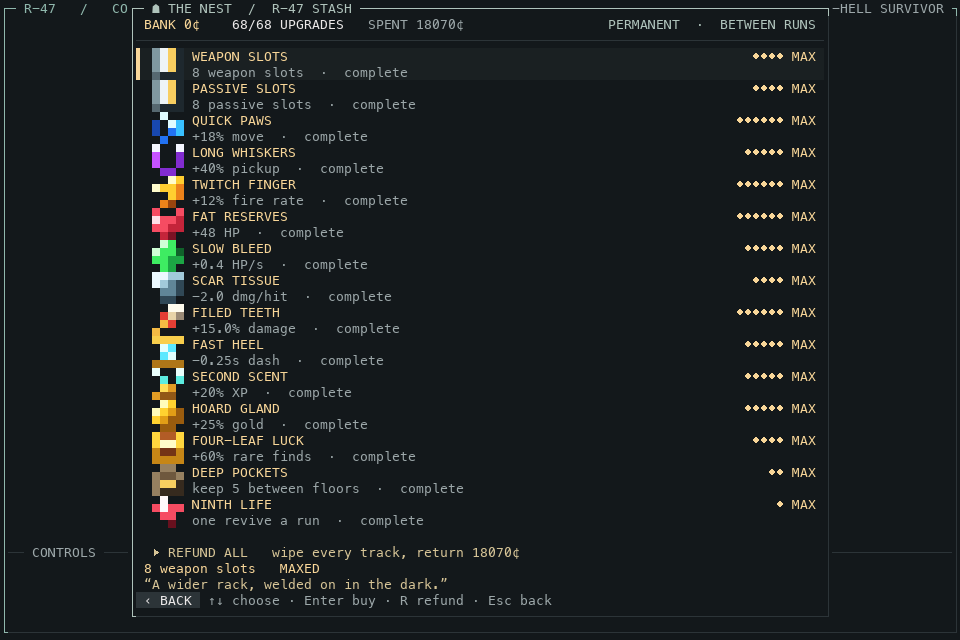 R−47 / CO
THE NEST / R−47 STASH
−HELL SURVIVOR
BANK 0¢ 68/68 UPGRADES SPENT 18070¢ PERMANENT · BETWEEN RUNS
WEAPON SLOTS ◆◆◆◆ MAX
8 weapon slots · complete
PASSIVE SLOTS ◆◆◆◆ MAX
8 passive slots · complete
QUICK PAWS ◆◆◆◆◆◆ MAX
+18% move · complete
LONG WHISKERS ◆◆◆◆◆ MAX
+40% pickup · complete
TWITCH FINGER ◆◆◆◆◆◆ MAX
+12% fire rate · complete
FAT RESERVES ◆◆◆◆◆◆ MAX
+48 HP · complete
SLOW BLEED ◆◆◆◆◆ MAX
+0.4 HP/s · complete
SCAR TISSUE ◆◆◆◆ MAX
−2.0 dmg/hit · complete
FILED TEETH ◆◆◆◆◆◆ MAX
+15.0% damage · complete
FAST HEEL ◆◆◆◆◆ MAX
−0.25s dash · complete
SECOND SCENT ◆◆◆◆◆ MAX
+20% XP · complete
HOARD GLAND ◆◆◆◆◆ MAX
+25% gold · complete
FOUR−LEAF LUCK ◆◆◆◆ MAX
+60% rare finds · complete
DEEP POCKETS ◆◆ MAX
keep 5 between floors · complete
NINTH LIFE ◆ MAX
one revive a run · complete
CONTROLS
▸ REFUND ALL wipe every track, return 18070¢
8 weapon slots MAXED
“A wider rack, welded on in the dark.”
‹ BACK ↑↓ choose · Enter buy · R refund · Esc back